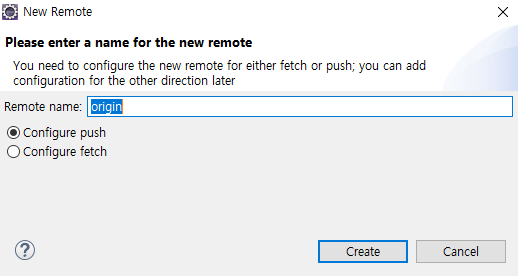 New Remote
Please enter a name for the new remote
You need to configure the new remote for either fetch or push; you can add
configuration for the other direction later
Remote name: origin
Configure push
Configure fetch
?
Create Cancel